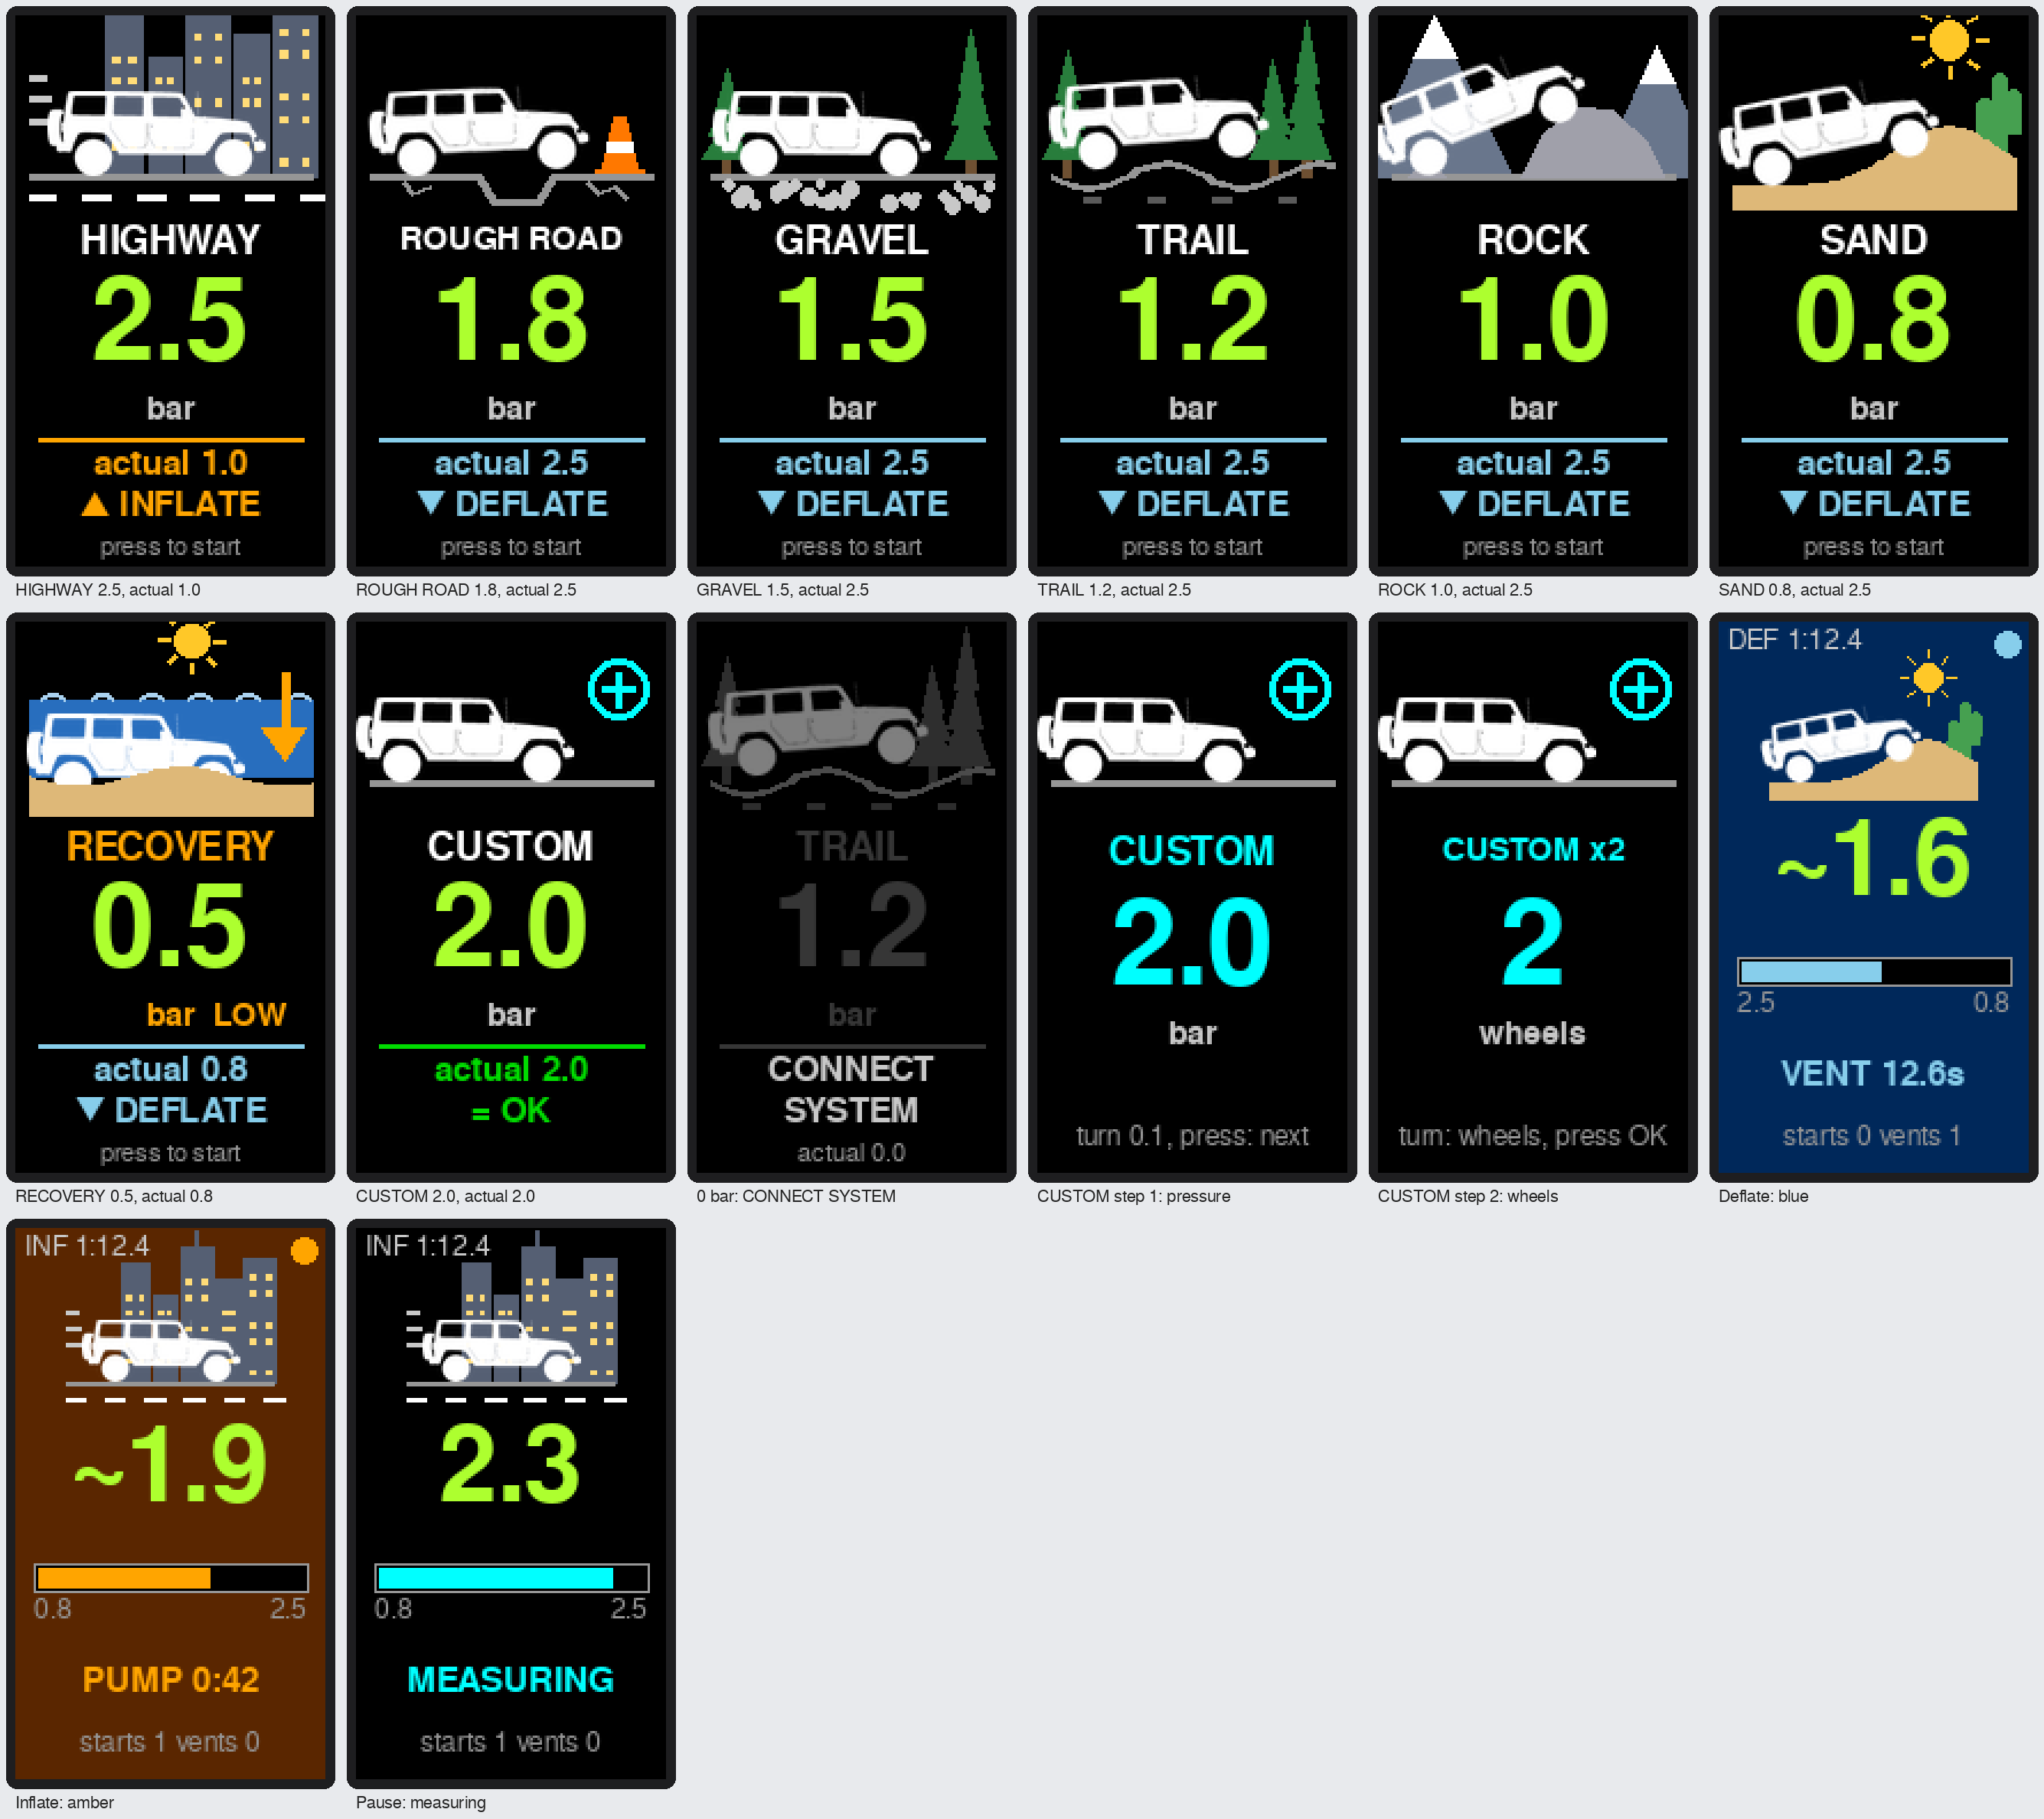 HIGHWAY
2.5
bar
actual 1.0
▲ INFLATE
press to start
HIGHWAY 2.5, actual 1.0
ROUGH ROAD
1.8
bar
actual 2.5
▼ DEFLATE
press to start
ROUGH ROAD 1.8, actual 2.5
GRAVEL
1.5
bar
actual 2.5
▼ DEFLATE
press to start
GRAVEL 1.5, actual 2.5
TRAIL
1.2
bar
actual 2.5
▼ DEFLATE
press to start
TRAIL 1.2, actual 2.5
ROCK
1.0
bar
actual 2.5
▼ DEFLATE
press to start
ROCK 1.0, actual 2.5
SAND
0.8
bar
actual 2.5
▼ DEFLATE
press to start
SAND 0.8, actual 2.5
RECOVERY
0.5
bar LOW
actual 0.8
▼ DEFLATE
press to start
RECOVERY 0.5, actual 0.8
CUSTOM
2.0
bar
actual 2.0
= OK
CUSTOM 2.0, actual 2.0
TRAIL
1.2
bar
CONNECT
SYSTEM
actual 0.0
0 bar: CONNECT SYSTEM
CUSTOM
2.0
bar
turn 0.1, press: next
CUSTOM step 1: pressure
CUSTOM x2
2
wheels
turn: wheels, press OK
CUSTOM step 2: wheels
DEF 1:12.4
~1.6
2.5 0.8
VENT 12.6s
starts 0 vents 1
Deflate: blue
INF 1:12.4
~1.9
0.8 2.5
PUMP 0:42
starts 1 vents 0
Inflate: amber
INF 1:12.4
2.3
0.8 2.5
MEASURING
starts 1 vents 0
Pause: measuring